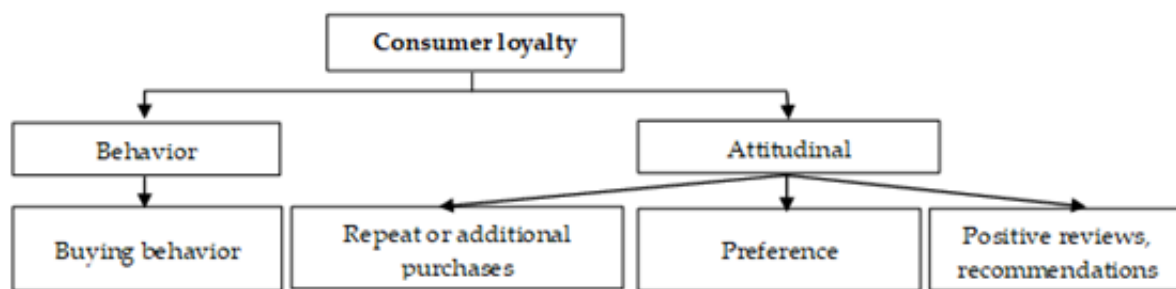 Consumer loyalty
Behavior
Attitudinal
Buying behavior
Repeat or additional
purchases
Preference
Positive reviews,
recommendations